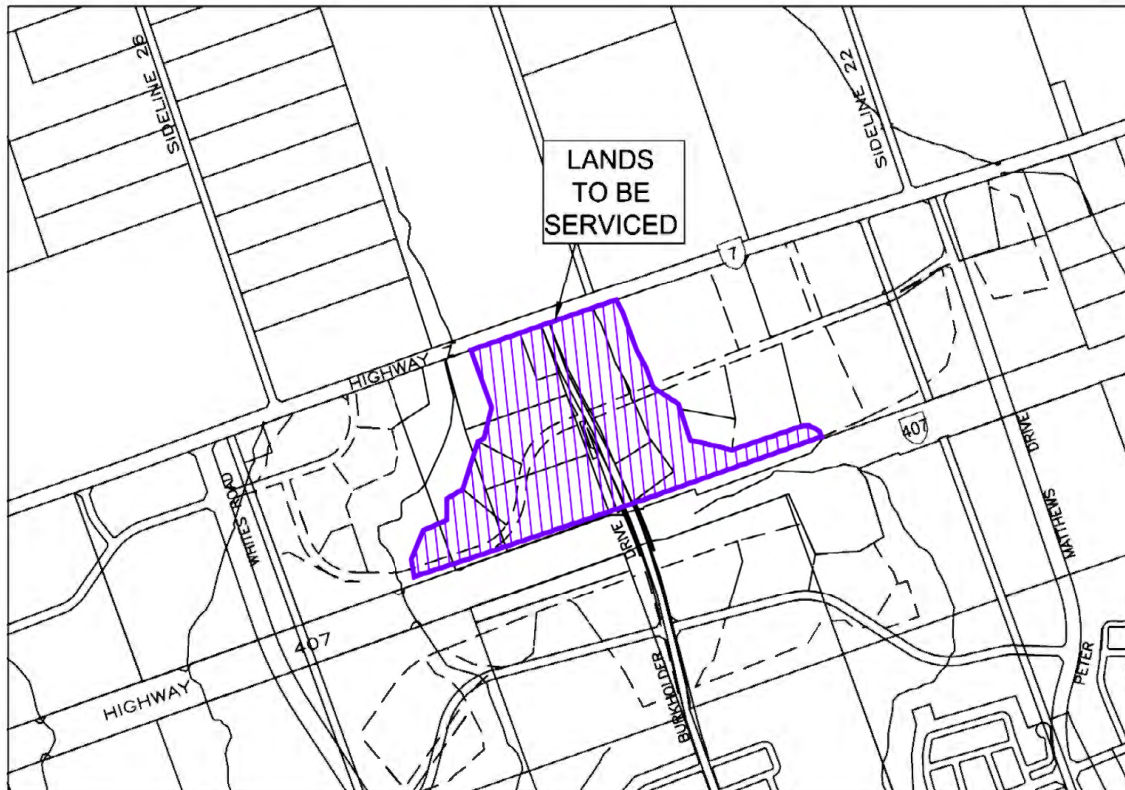 SIDELINE 26
SIDELINE 22
LANDS
TO BE
SERVICED
7
HIGHWAY 7
407
WHITES ROAD
DRIVE
DRIVE
MATTHEWS
407
HIGHWAY
BURKHOLDER
PETER